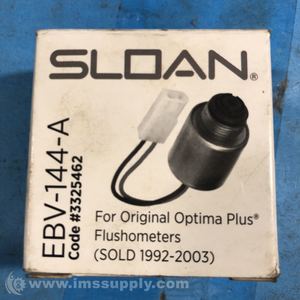 SLOAN®
EBV-144-A
Code #3325462
For Original Optima Plus®
Flushometers
(SOLD 1992-2003)
© www.imssupply.com